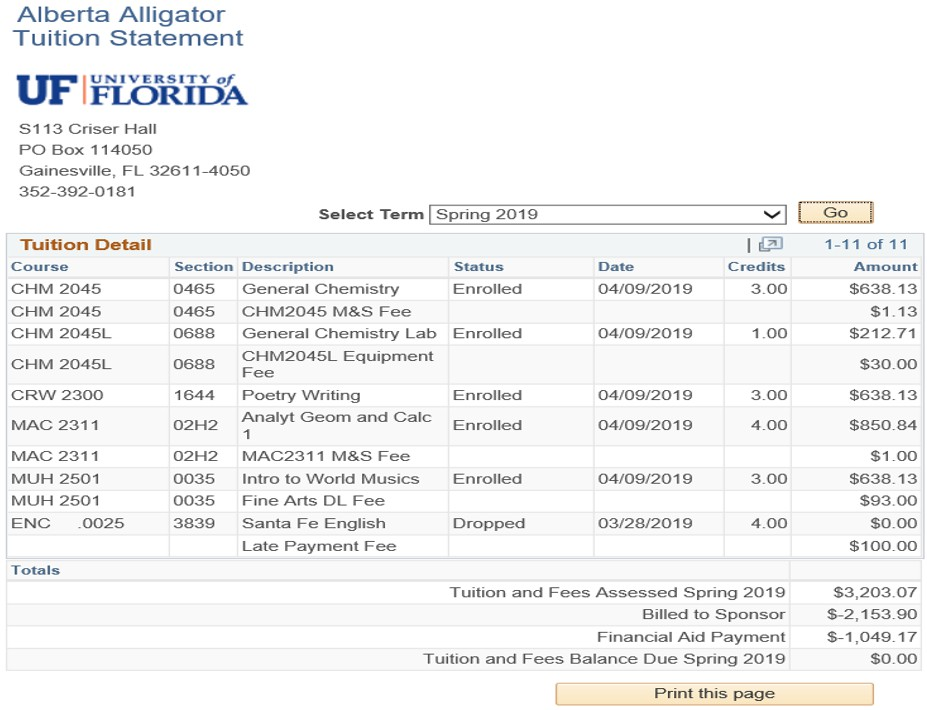 Alberta Alligator
Tuition Statement
UF UNIVERSITY of FLORIDA
S113 Criser Hall
PO Box 114050
Gainesville, FL 32611-4050
352-392-0181
Select Term Spring 2019 Go
Tuition Detail | 1-11 of 11
Course Section Description Status Date Credits Amount
CHM 2045 0465 General Chemistry Enrolled 04/09/2019 3.00 $638.13
CHM 2045 0465 CHM2045 M&S Fee $1.13
CHM 2045L 0688 General Chemistry Lab Enrolled 04/09/2019 1.00 $212.71
CHM 2045L 0688 CHM2045L Equipment Fee $30.00
CRW 2300 1644 Poetry Writing Enrolled 04/09/2019 3.00 $638.13
MAC 2311 02H2 Analyt Geom and Calc 1 Enrolled 04/09/2019 4.00 $850.84
MAC 2311 02H2 MAC2311 M&S Fee $1.00
MUH 2501 0035 Intro to World Musics Enrolled 04/09/2019 3.00 $638.13
MUH 2501 0035 Fine Arts DL Fee $93.00
ENC .0025 3839 Santa Fe English Dropped 03/28/2019 4.00 $0.00
Late Payment Fee $100.00
Totals
Tuition and Fees Assessed Spring 2019 $3,203.07
Billed to Sponsor $-2,153.90
Financial Aid Payment $-1,049.17
Tuition and Fees Balance Due Spring 2019 $0.00
Print this page